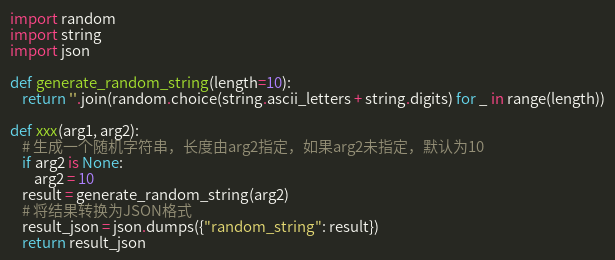 import random
import string
import json
def generate_random_string(length=10):
return ''.join(random.choice(string.ascii_letters + string.digits) for _ in range(length))
def xxx(arg1, arg2):
# 生成一个随机字符串，长度由arg2指定，如果arg2未指定，默认为10
if arg2 is None:
arg2 = 10
result = generate_random_string(arg2)
# 将结果转换为JSON格式
result_json = json.dumps({"random_string": result})
return result_json